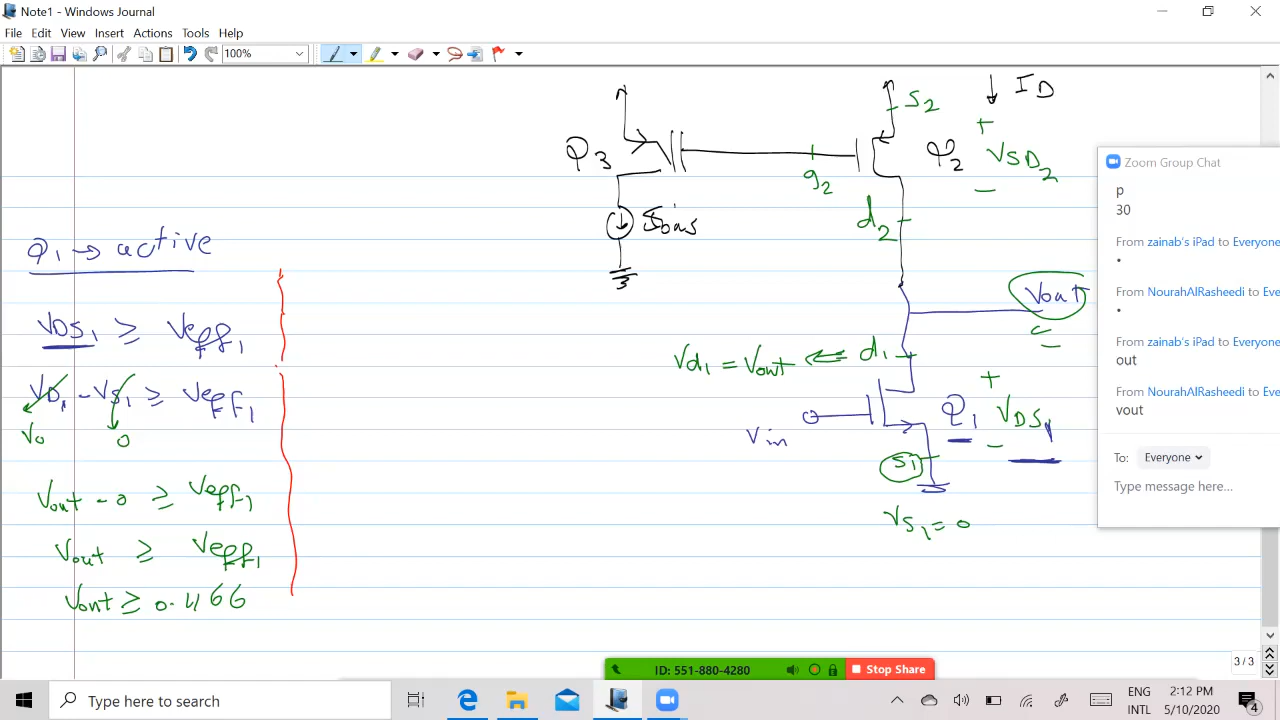 Note1 - Windows Journal
File Edit View Insert Actions Tools Help
100%
S2
ID
+
VSD2
−
Q3
Q2
g2
d2
Ibias
Q1 → active
VDS1 ≥ Veff1
VD1 - VS1 ≥ Veff1
Vo
0
Vout - 0 ≥ Veff1
Vout ≥ Veff1
Vout ≥ 0.466
Vout
Vd1 = Vout ⇐ d1
+
Q1 VDS1
−
Vin
S1
VS1 = 0
Zoom Group Chat
p
30
From zainab's iPad to Everyone
•
From NourahAlRasheedi to Eve
•
From zainab's iPad to Everyone
out
From NourahAlRasheedi to Eve
vout
To: Everyone
Type message here...
3 / 3
ID: 551-880-4280
Stop Share
Type here to search
ENG
INTL
2:12 PM
5/10/2020
4